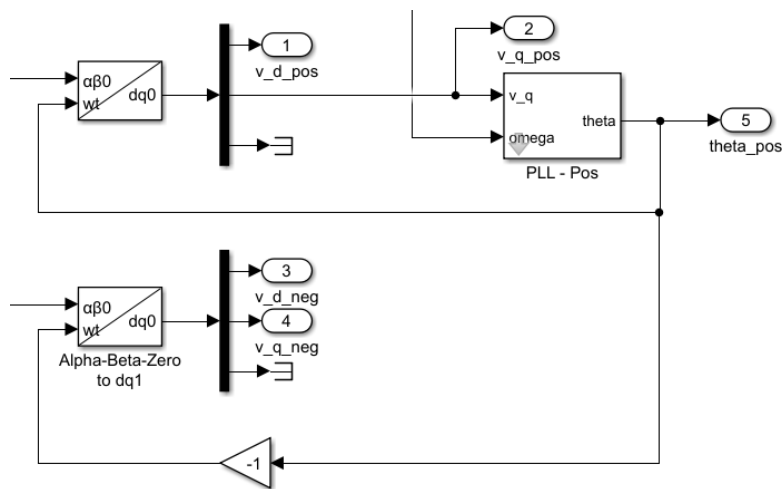 αβ0
wt
dq0
1
v_d_pos
2
v_q_pos
v_q
omega
theta
PLL - Pos
5
theta_pos
αβ0
wt
dq0
Alpha-Beta-Zero
to dq1
3
v_d_neg
4
v_q_neg
-1